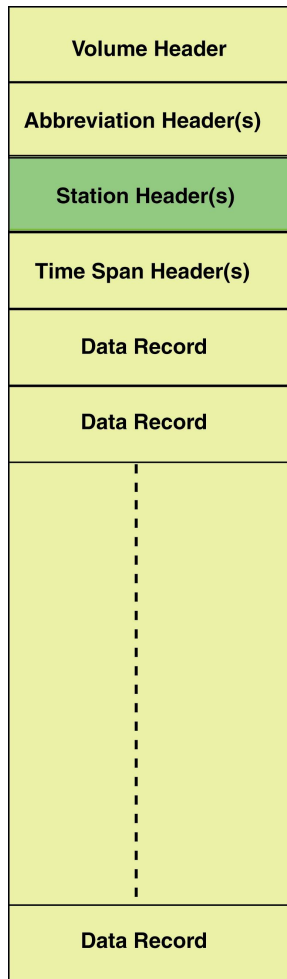 Volume Header
Abbreviation Header(s)
Station Header(s)
Time Span Header(s)
Data Record
Data Record
Data Record